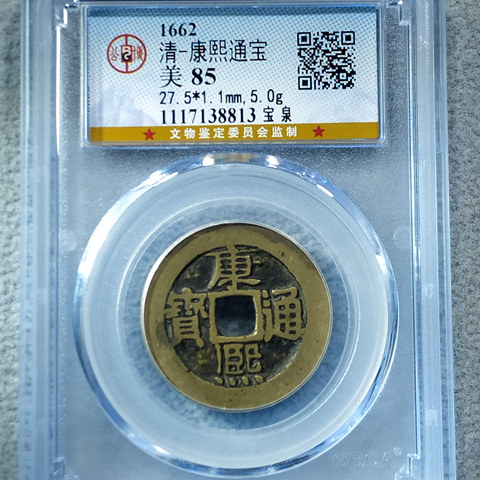 1662
清-康熙通宝
美 85
27.5*1.1mm,5.0g
1117138813 宝泉
★ 文物鉴定委员会监制 ★
康熙通寶